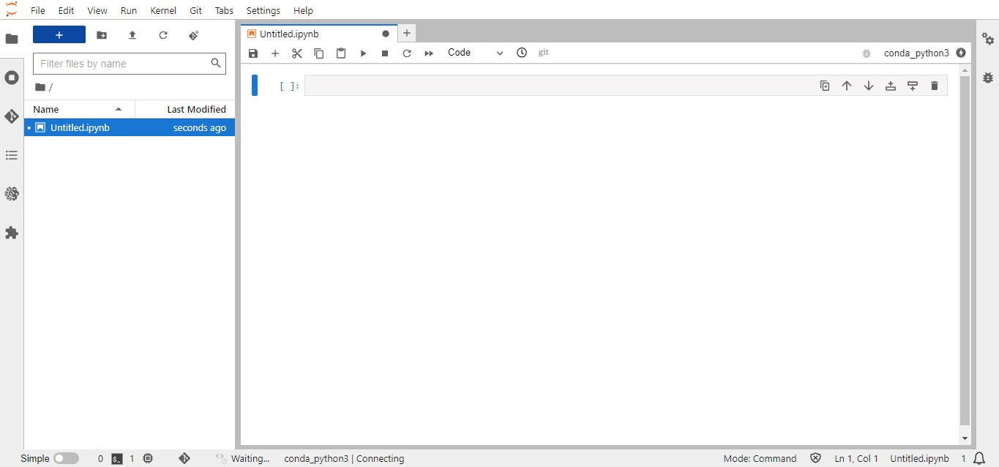 File Edit View Run Kernel Git Tabs Settings Help
Filter files by name
/
Name Last Modified
Untitled.ipynb seconds ago
Untitled.ipynb
Code git conda_python3
[ ]:
Simple 0 $_ 1 Waiting... conda_python3 | Connecting Mode: Command Ln 1, Col 1 Untitled.ipynb 1